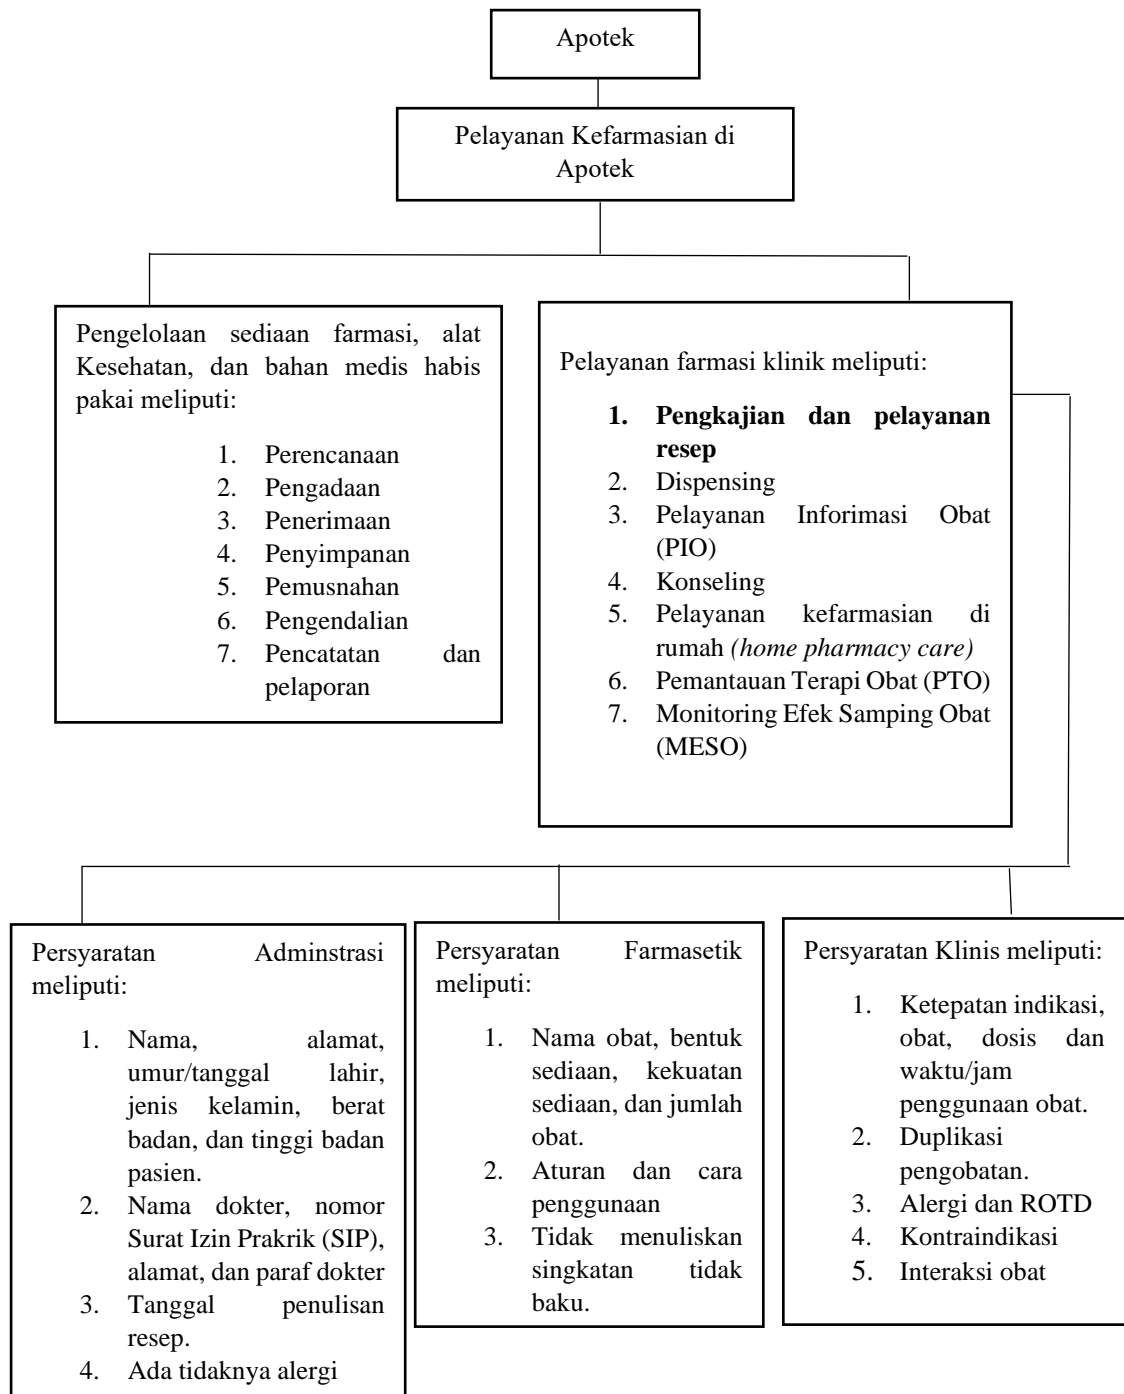 Apotek
Pelayanan Kefarmasian di
Apotek
Pengelolaan sediaan farmasi, alat
Kesehatan, dan bahan medis habis
pakai meliputi:
1. Perencanaan
2. Pengadaan
3. Penerimaan
4. Penyimpanan
5. Pemusnahan
6. Pengendalian
7. Pencatatan dan
pelaporan
Pelayanan farmasi klinik meliputi:
1. Pengkajian dan pelayanan
resep
2. Dispensing
3. Pelayanan Inforimasi Obat
(PIO)
4. Konseling
5. Pelayanan kefarmasian di
rumah (home pharmacy care)
6. Pemantauan Terapi Obat (PTO)
7. Monitoring Efek Samping Obat
(MESO)
Persyaratan Adminstrasi
meliputi:
1. Nama, alamat,
umur/tanggal lahir,
jenis kelamin, berat
badan, dan tinggi badan
pasien.
2. Nama dokter, nomor
Surat Izin Prakrik (SIP),
alamat, dan paraf dokter
3. Tanggal penulisan
resep.
4. Ada tidaknya alergi
Persyaratan Farmasetik
meliputi:
1. Nama obat, bentuk
sediaan, kekuatan
sediaan, dan jumlah
obat.
2. Aturan dan cara
penggunaan
3. Tidak menuliskan
singkatan tidak
baku.
Persyaratan Klinis meliputi:
1. Ketepatan indikasi,
obat, dosis dan
waktu/jam
penggunaan obat.
2. Duplikasi
pengobatan.
3. Alergi dan ROTD
4. Kontraindikasi
5. Interaksi obat